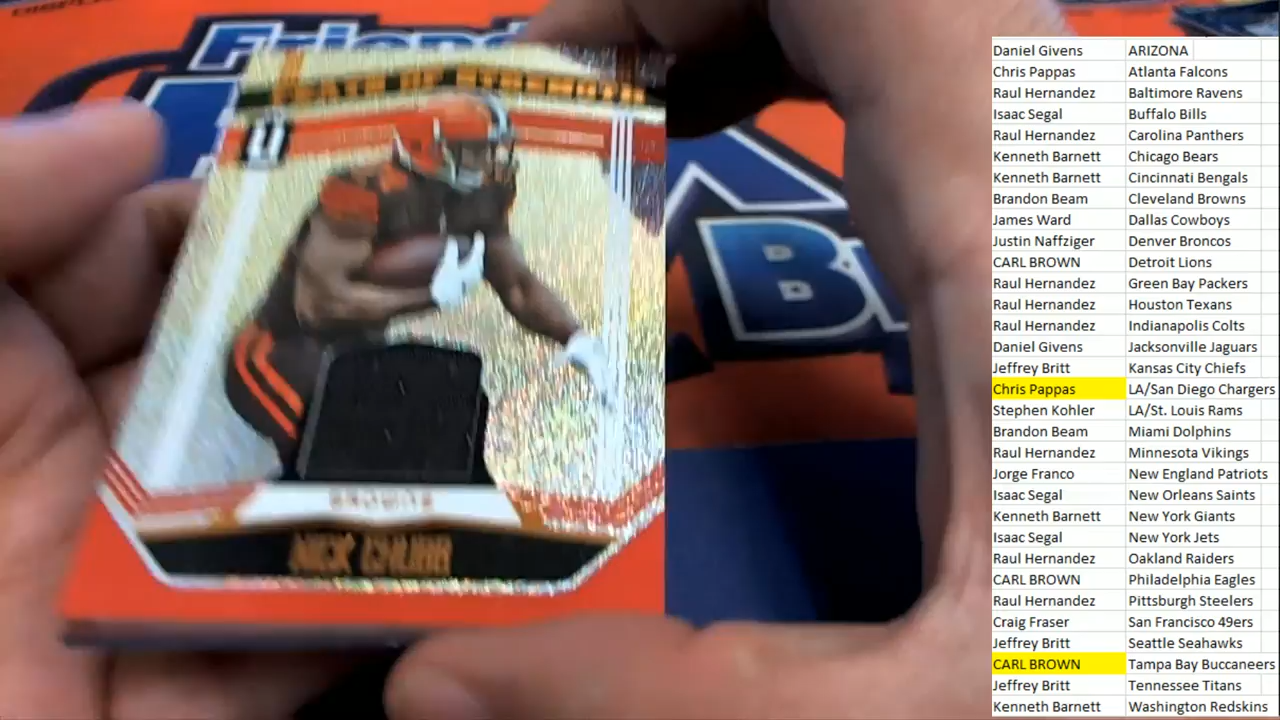 Friend
FEATS OF STRENGTH
U
BROWNS
NICK CHUBB
Daniel Givens ARIZONA
Chris Pappas Atlanta Falcons
Raul Hernandez Baltimore Ravens
Isaac Segal Buffalo Bills
Raul Hernandez Carolina Panthers
Kenneth Barnett Chicago Bears
Kenneth Barnett Cincinnati Bengals
Brandon Beam Cleveland Browns
James Ward Dallas Cowboys
Justin Naffziger Denver Broncos
CARL BROWN Detroit Lions
Raul Hernandez Green Bay Packers
Raul Hernandez Houston Texans
Raul Hernandez Indianapolis Colts
Daniel Givens Jacksonville Jaguars
Jeffrey Britt Kansas City Chiefs
Chris Pappas LA/San Diego Chargers
Stephen Kohler LA/St. Louis Rams
Brandon Beam Miami Dolphins
Raul Hernandez Minnesota Vikings
Jorge Franco New England Patriots
Isaac Segal New Orleans Saints
Kenneth Barnett New York Giants
Isaac Segal New York Jets
Raul Hernandez Oakland Raiders
CARL BROWN Philadelphia Eagles
Raul Hernandez Pittsburgh Steelers
Craig Fraser San Francisco 49ers
Jeffrey Britt Seattle Seahawks
CARL BROWN Tampa Bay Buccaneers
Jeffrey Britt Tennessee Titans
Kenneth Barnett Washington Redskins